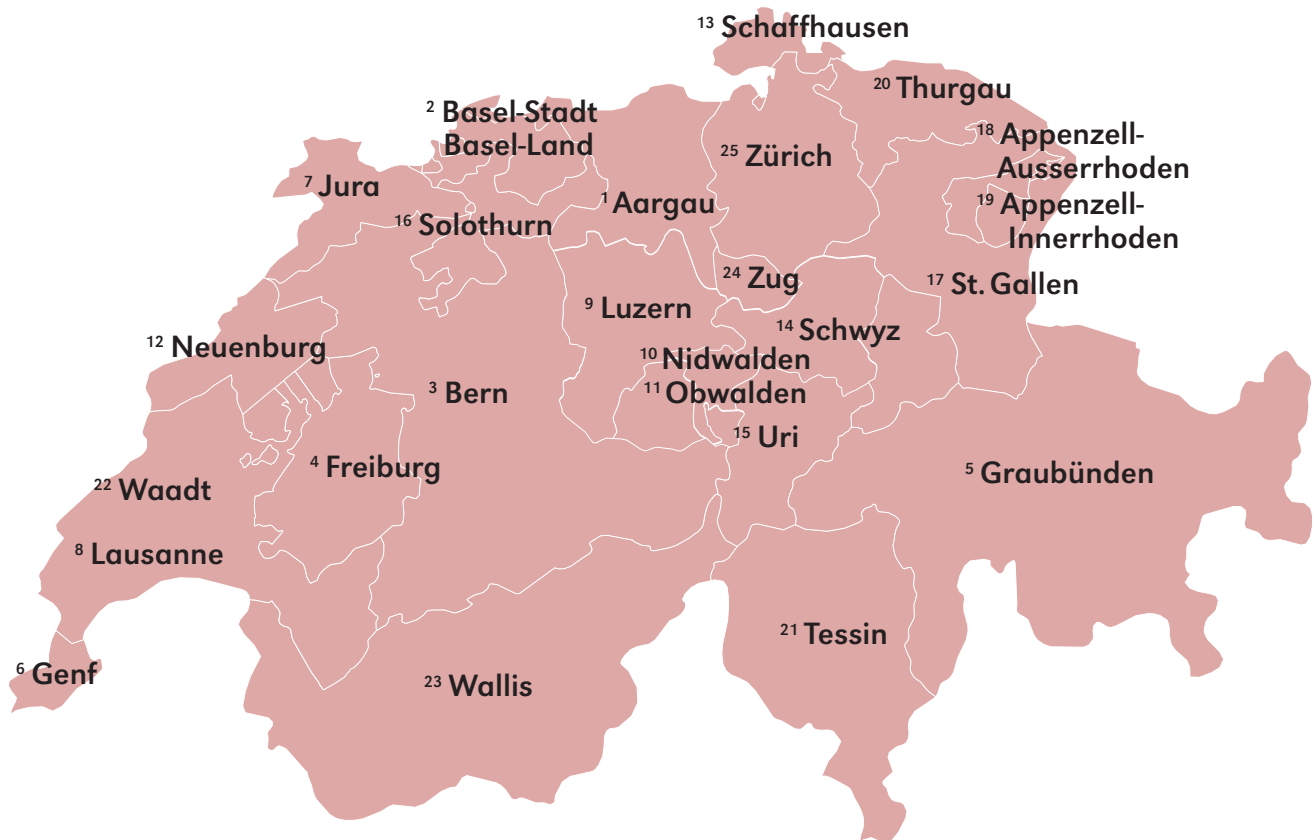 13 Schaffhausen
20 Thurgau
2 Basel-Stadt
Basel-Land
18 Appenzell-
Ausserrhoden
25 Zürich
7 Jura
1 Aargau
19 Appenzell-
Innerrhoden
16 Solothurn
24 Zug
17 St. Gallen
9 Luzern
14 Schwyz
12 Neuenburg
10 Nidwalden
11 Obwalden
3 Bern
15 Uri
4 Freiburg
5 Graubünden
22 Waadt
8 Lausanne
21 Tessin
6 Genf
23 Wallis